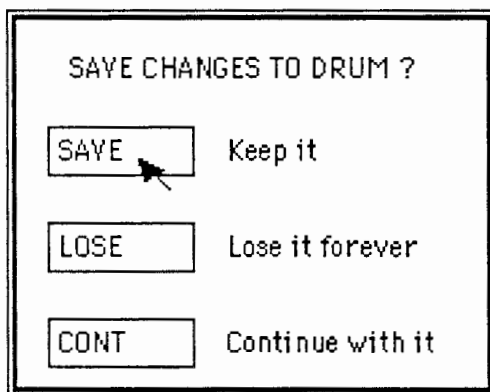 SAVE CHANGES TO DRUM ?
SAVE Keep it
LOSE Lose it forever
CONT Continue with it